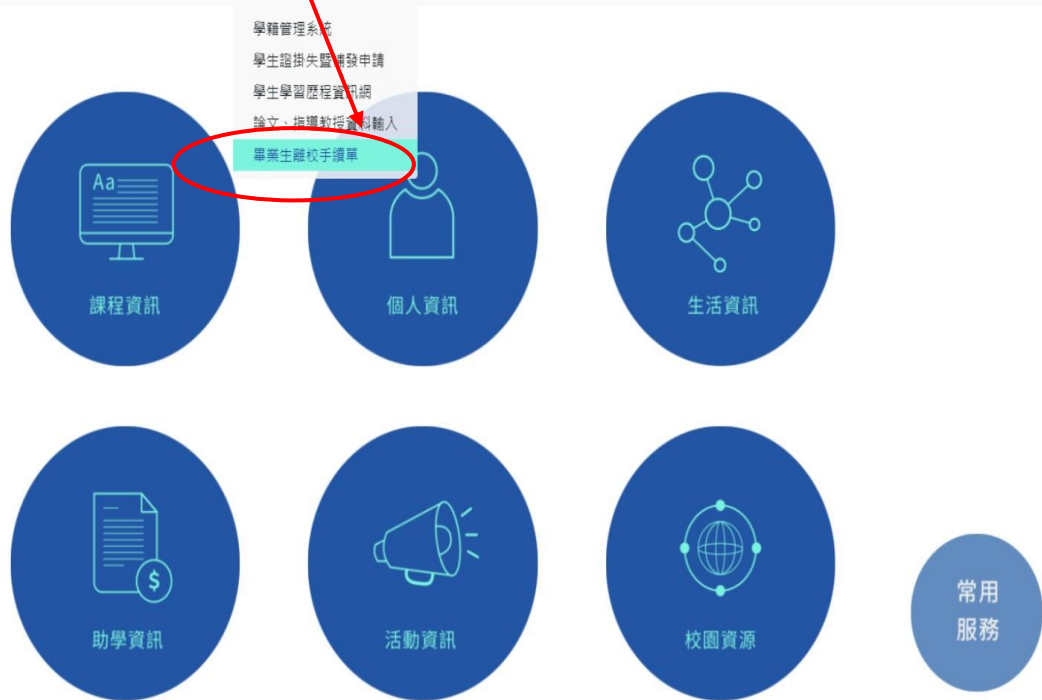 學籍管理系統
學生證掛失暨補發申請
學生學習歷程資訊網
論文、指導教授資料輸入
畢業生離校手續單
Aa
課程資訊
個人資訊
生活資訊
$
助學資訊
活動資訊
校園資源
常用
服務